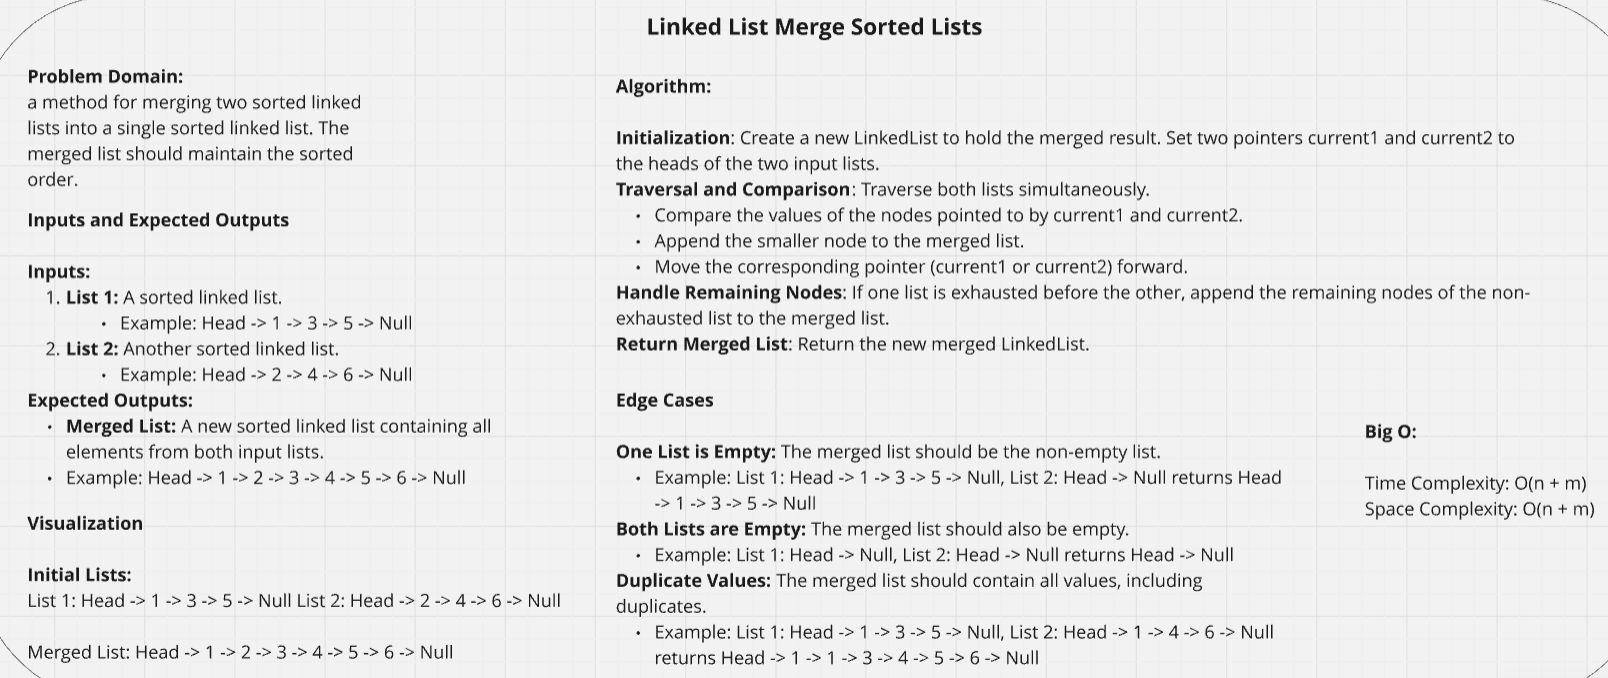 Linked List Merge Sorted Lists
Problem Domain:
a method for merging two sorted linked
lists into a single sorted linked list. The
merged list should maintain the sorted
order.
Inputs and Expected Outputs
Inputs:
1. List 1: A sorted linked list.
• Example: Head -> 1 -> 3 -> 5 -> Null
2. List 2: Another sorted linked list.
• Example: Head -> 2 -> 4 -> 6 -> Null
Expected Outputs:
• Merged List: A new sorted linked list containing all
elements from both input lists.
• Example: Head -> 1 -> 2 -> 3 -> 4 -> 5 -> 6 -> Null
Visualization
Initial Lists:
List 1: Head -> 1 -> 3 -> 5 -> Null List 2: Head -> 2 -> 4 -> 6 -> Null
Merged List: Head -> 1 -> 2 -> 3 -> 4 -> 5 -> 6 -> Null
Algorithm:
Initialization: Create a new LinkedList to hold the merged result. Set two pointers current1 and current2 to
the heads of the two input lists.
Traversal and Comparison: Traverse both lists simultaneously.
• Compare the values of the nodes pointed to by current1 and current2.
• Append the smaller node to the merged list.
• Move the corresponding pointer (current1 or current2) forward.
Handle Remaining Nodes: If one list is exhausted before the other, append the remaining nodes of the non-
exhausted list to the merged list.
Return Merged List: Return the new merged LinkedList.
Edge Cases
One List is Empty: The merged list should be the non-empty list.
• Example: List 1: Head -> 1 -> 3 -> 5 -> Null, List 2: Head -> Null returns Head
-> 1 -> 3 -> 5 -> Null
Both Lists are Empty: The merged list should also be empty.
• Example: List 1: Head -> Null, List 2: Head -> Null returns Head -> Null
Duplicate Values: The merged list should contain all values, including
duplicates.
• Example: List 1: Head -> 1 -> 3 -> 5 -> Null, List 2: Head -> 1 -> 4 -> 6 -> Null
returns Head -> 1 -> 1 -> 3 -> 4 -> 5 -> 6 -> Null
Big O:
Time Complexity: O(n + m)
Space Complexity: O(n + m)